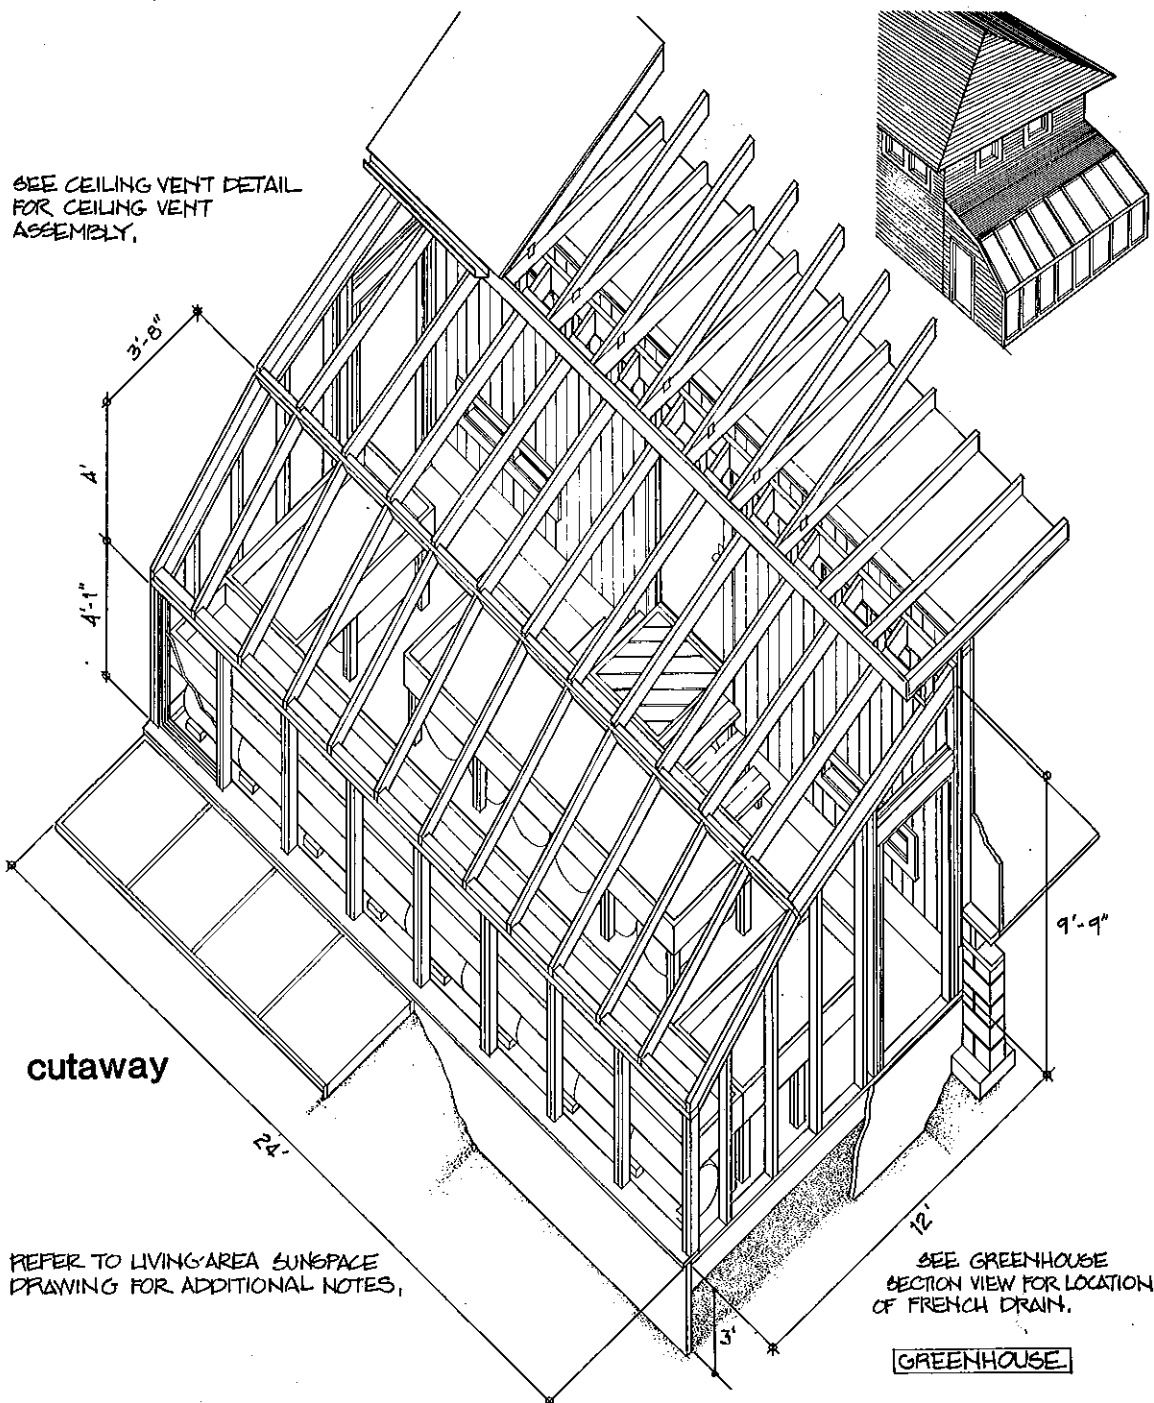 SEE CEILING VENT DETAIL
FOR CEILING VENT
ASSEMBLY.
3'-8"
4'
4'-1"
9'-9"
cutaway
24'
12'
REFER TO LIVING-AREA SUNSPACE
DRAWING FOR ADDITIONAL NOTES.
SEE GREENHOUSE
SECTION VIEW FOR LOCATION
OF FRENCH DRAIN.
3'
GREENHOUSE